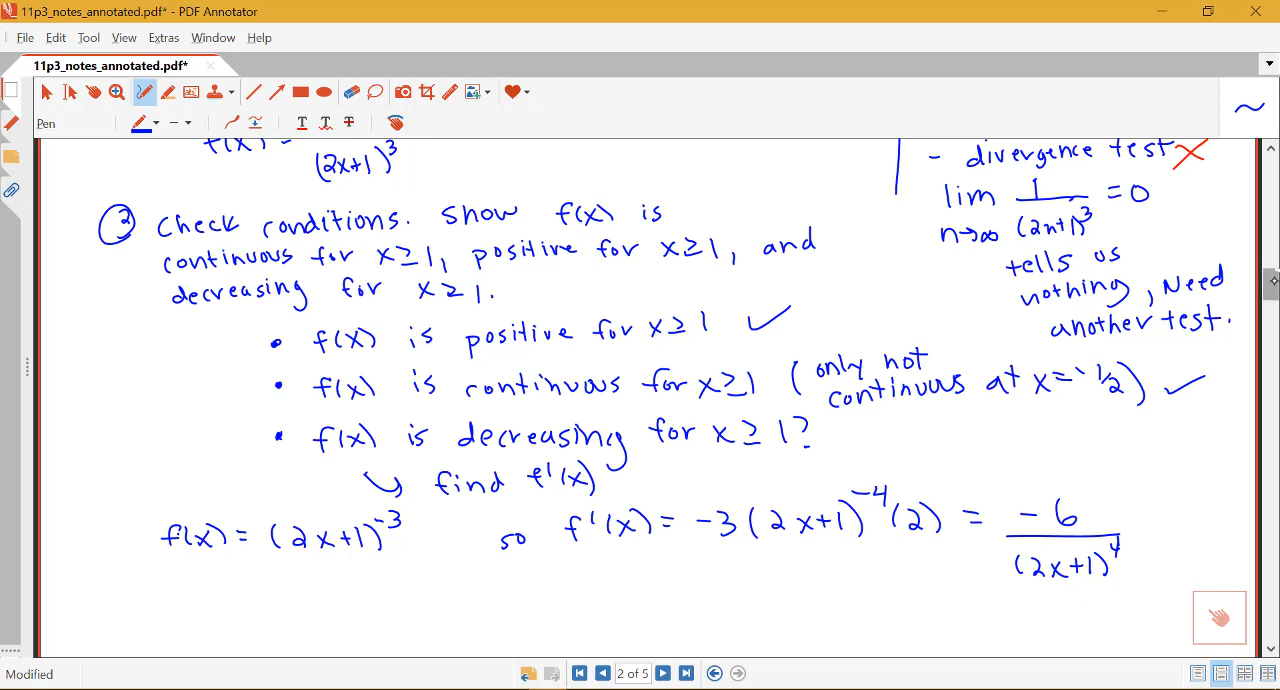 11p3_notes_annotated.pdf* - PDF Annotator
File Edit Tool View Extras Window Help
11p3_notes_annotated.pdf*
Pen
(2x+1)^3
- divergence test
lim 1/(2n+1)^3 = 0
n→∞
tells us
nothing, Need
another test.
③ Check conditions. Show f(x) is
continuous for x≥1, positive for x≥1, and
decreasing for x≥1.
• f(x) is positive for x≥1 ✓
• f(x) is continuous for x≥1 (only not
continuous at x=-1/2) ✓
• f(x) is decreasing for x≥1?
↳ find f'(x)
f(x) = (2x+1)^-3 so f'(x) = -3(2x+1)^-4 (2) = -6/(2x+1)^4
Modified
2 of 5